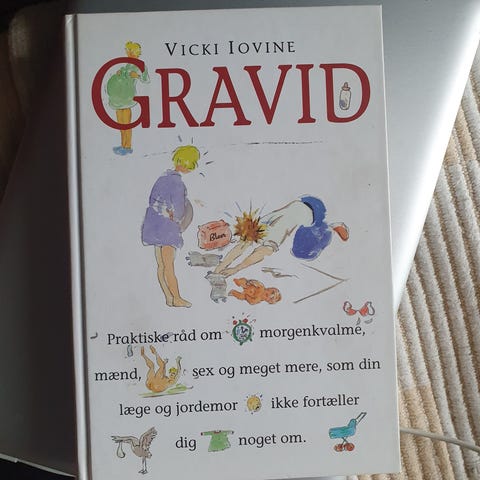 VICKI IOVINE
GRAVID
Bleer
Praktiske råd om morgenkvalme,
mænd, sex og meget mere, som din
læge og jordemor ikke fortæller
dig noget om.